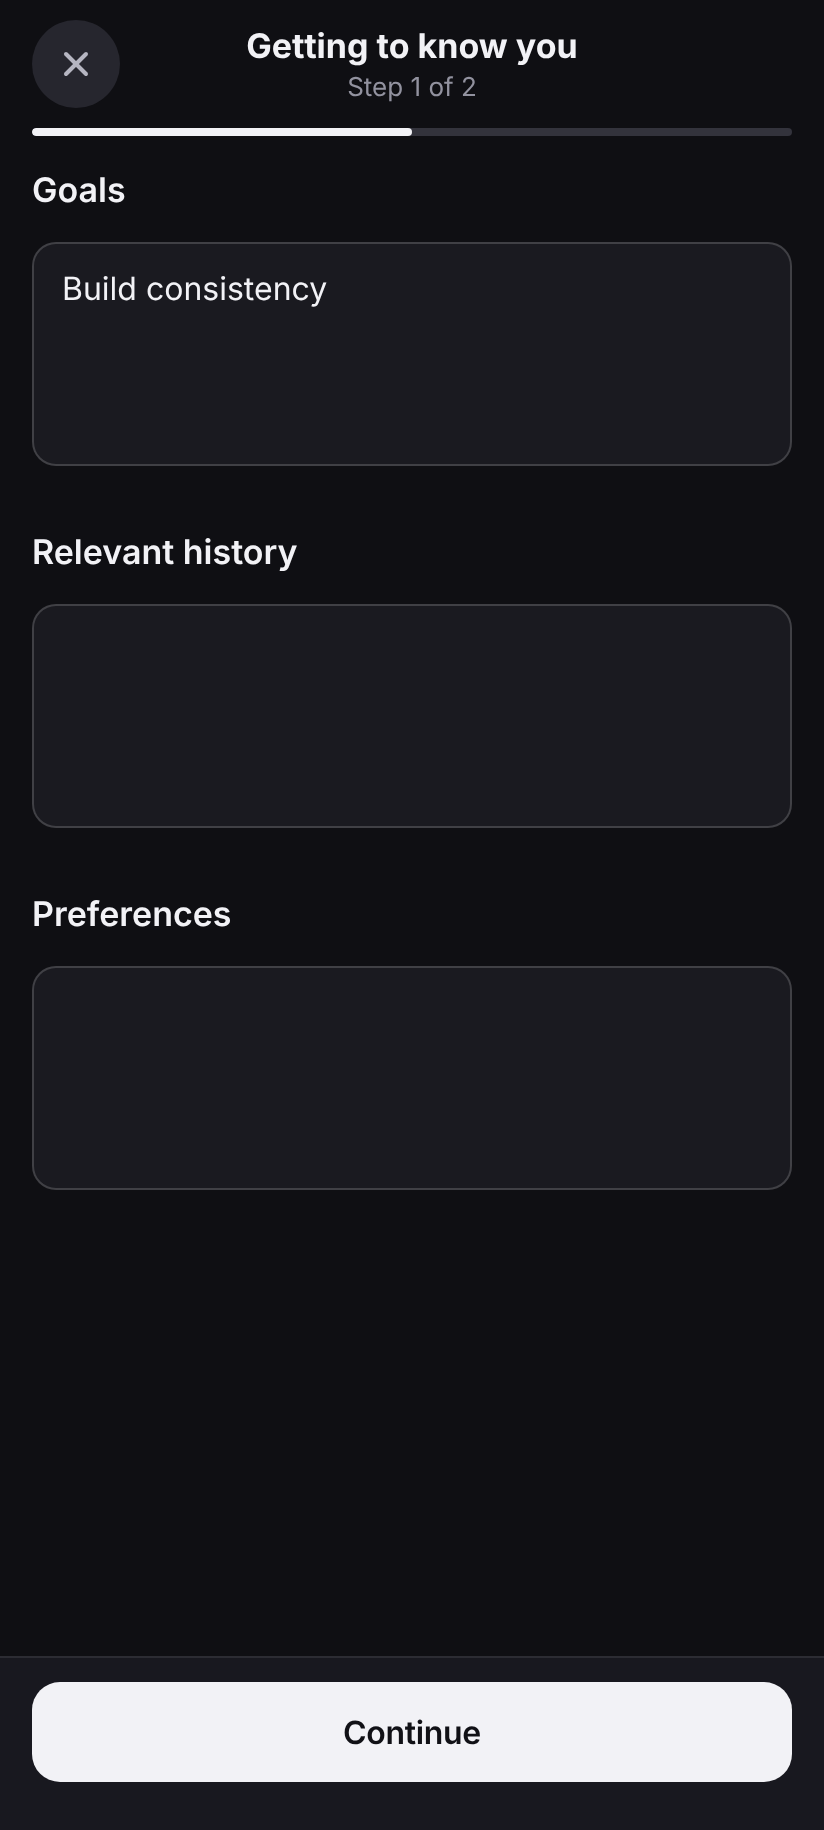 Getting to know you
Step 1 of 2
Goals
Build consistency
Relevant history
Preferences
Continue